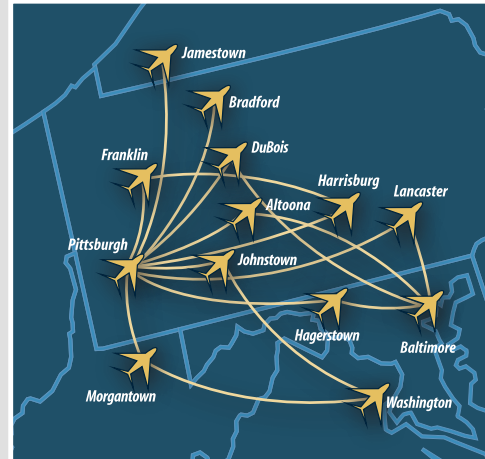 Jamestown
Bradford
DuBois
Franklin
Harrisburg
Lancaster
Altoona
Pittsburgh
Johnstown
Hagerstown
Baltimore
Morgantown
Washington